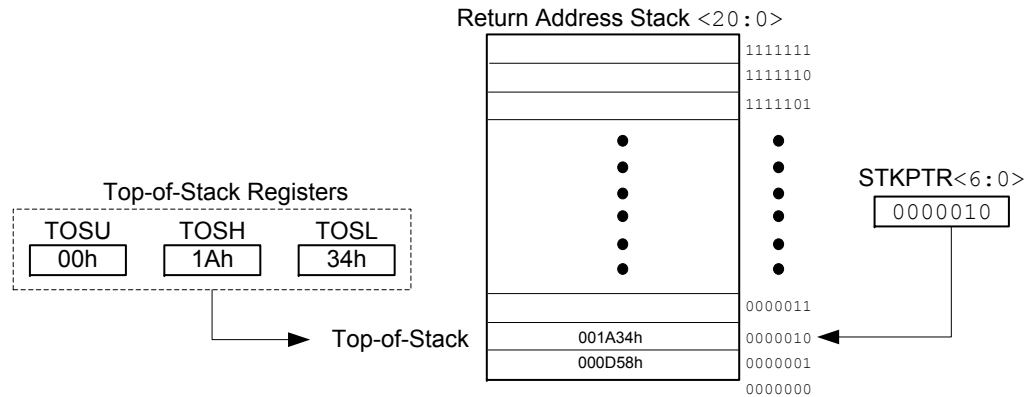 Return Address Stack <20:0>
1111111
1111110
1111101
STKPTR<6:0>
0000010
Top-of-Stack Registers
TOSU TOSH TOSL
00h 1Ah 34h
0000011
Top-of-Stack 001A34h 0000010
000D58h 0000001
0000000